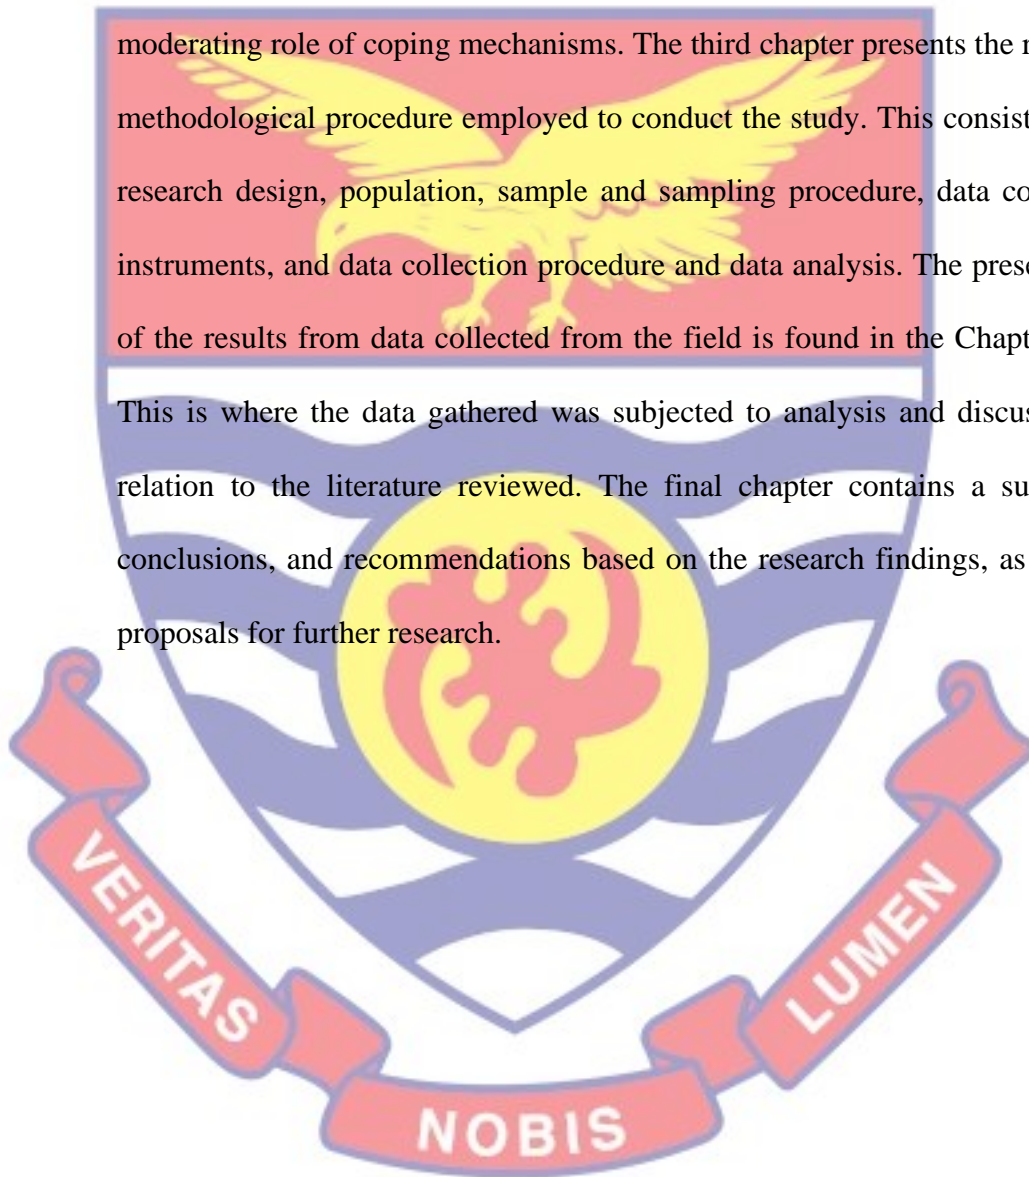 moderating role of coping mechanisms. The third chapter presents the
methodological procedure employed to conduct the study. This consist
research design, population, sample and sampling procedure, data co
instruments, and data collection procedure and data analysis. The prese
of the results from data collected from the field is found in the Chapt
This is where the data gathered was subjected to analysis and discus
relation to the literature reviewed. The final chapter contains a su
conclusions, and recommendations based on the research findings, as
proposals for further research.
VERITAS
NOBIS
LUMEN